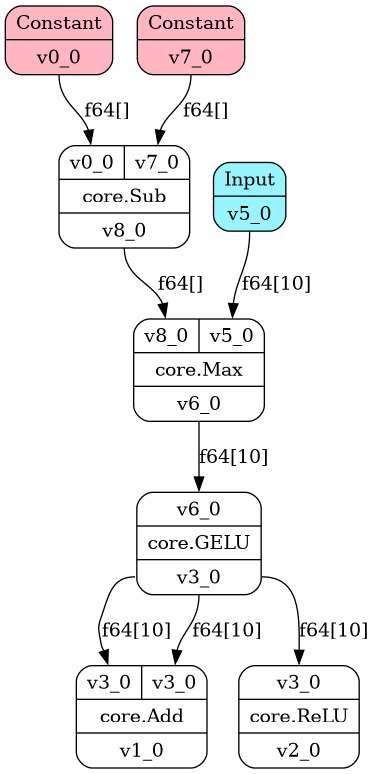 Constant
v0_0
Constant
v7_0
f64[]
f64[]
v0_0 v7_0
core.Sub
v8_0
Input
v5_0
f64[]
f64[10]
v8_0 v5_0
core.Max
v6_0
f64[10]
v6_0
core.GELU
v3_0
f64[10]
f64[10]
f64[10]
v3_0 v3_0
core.Add
v1_0
v3_0
core.ReLU
v2_0